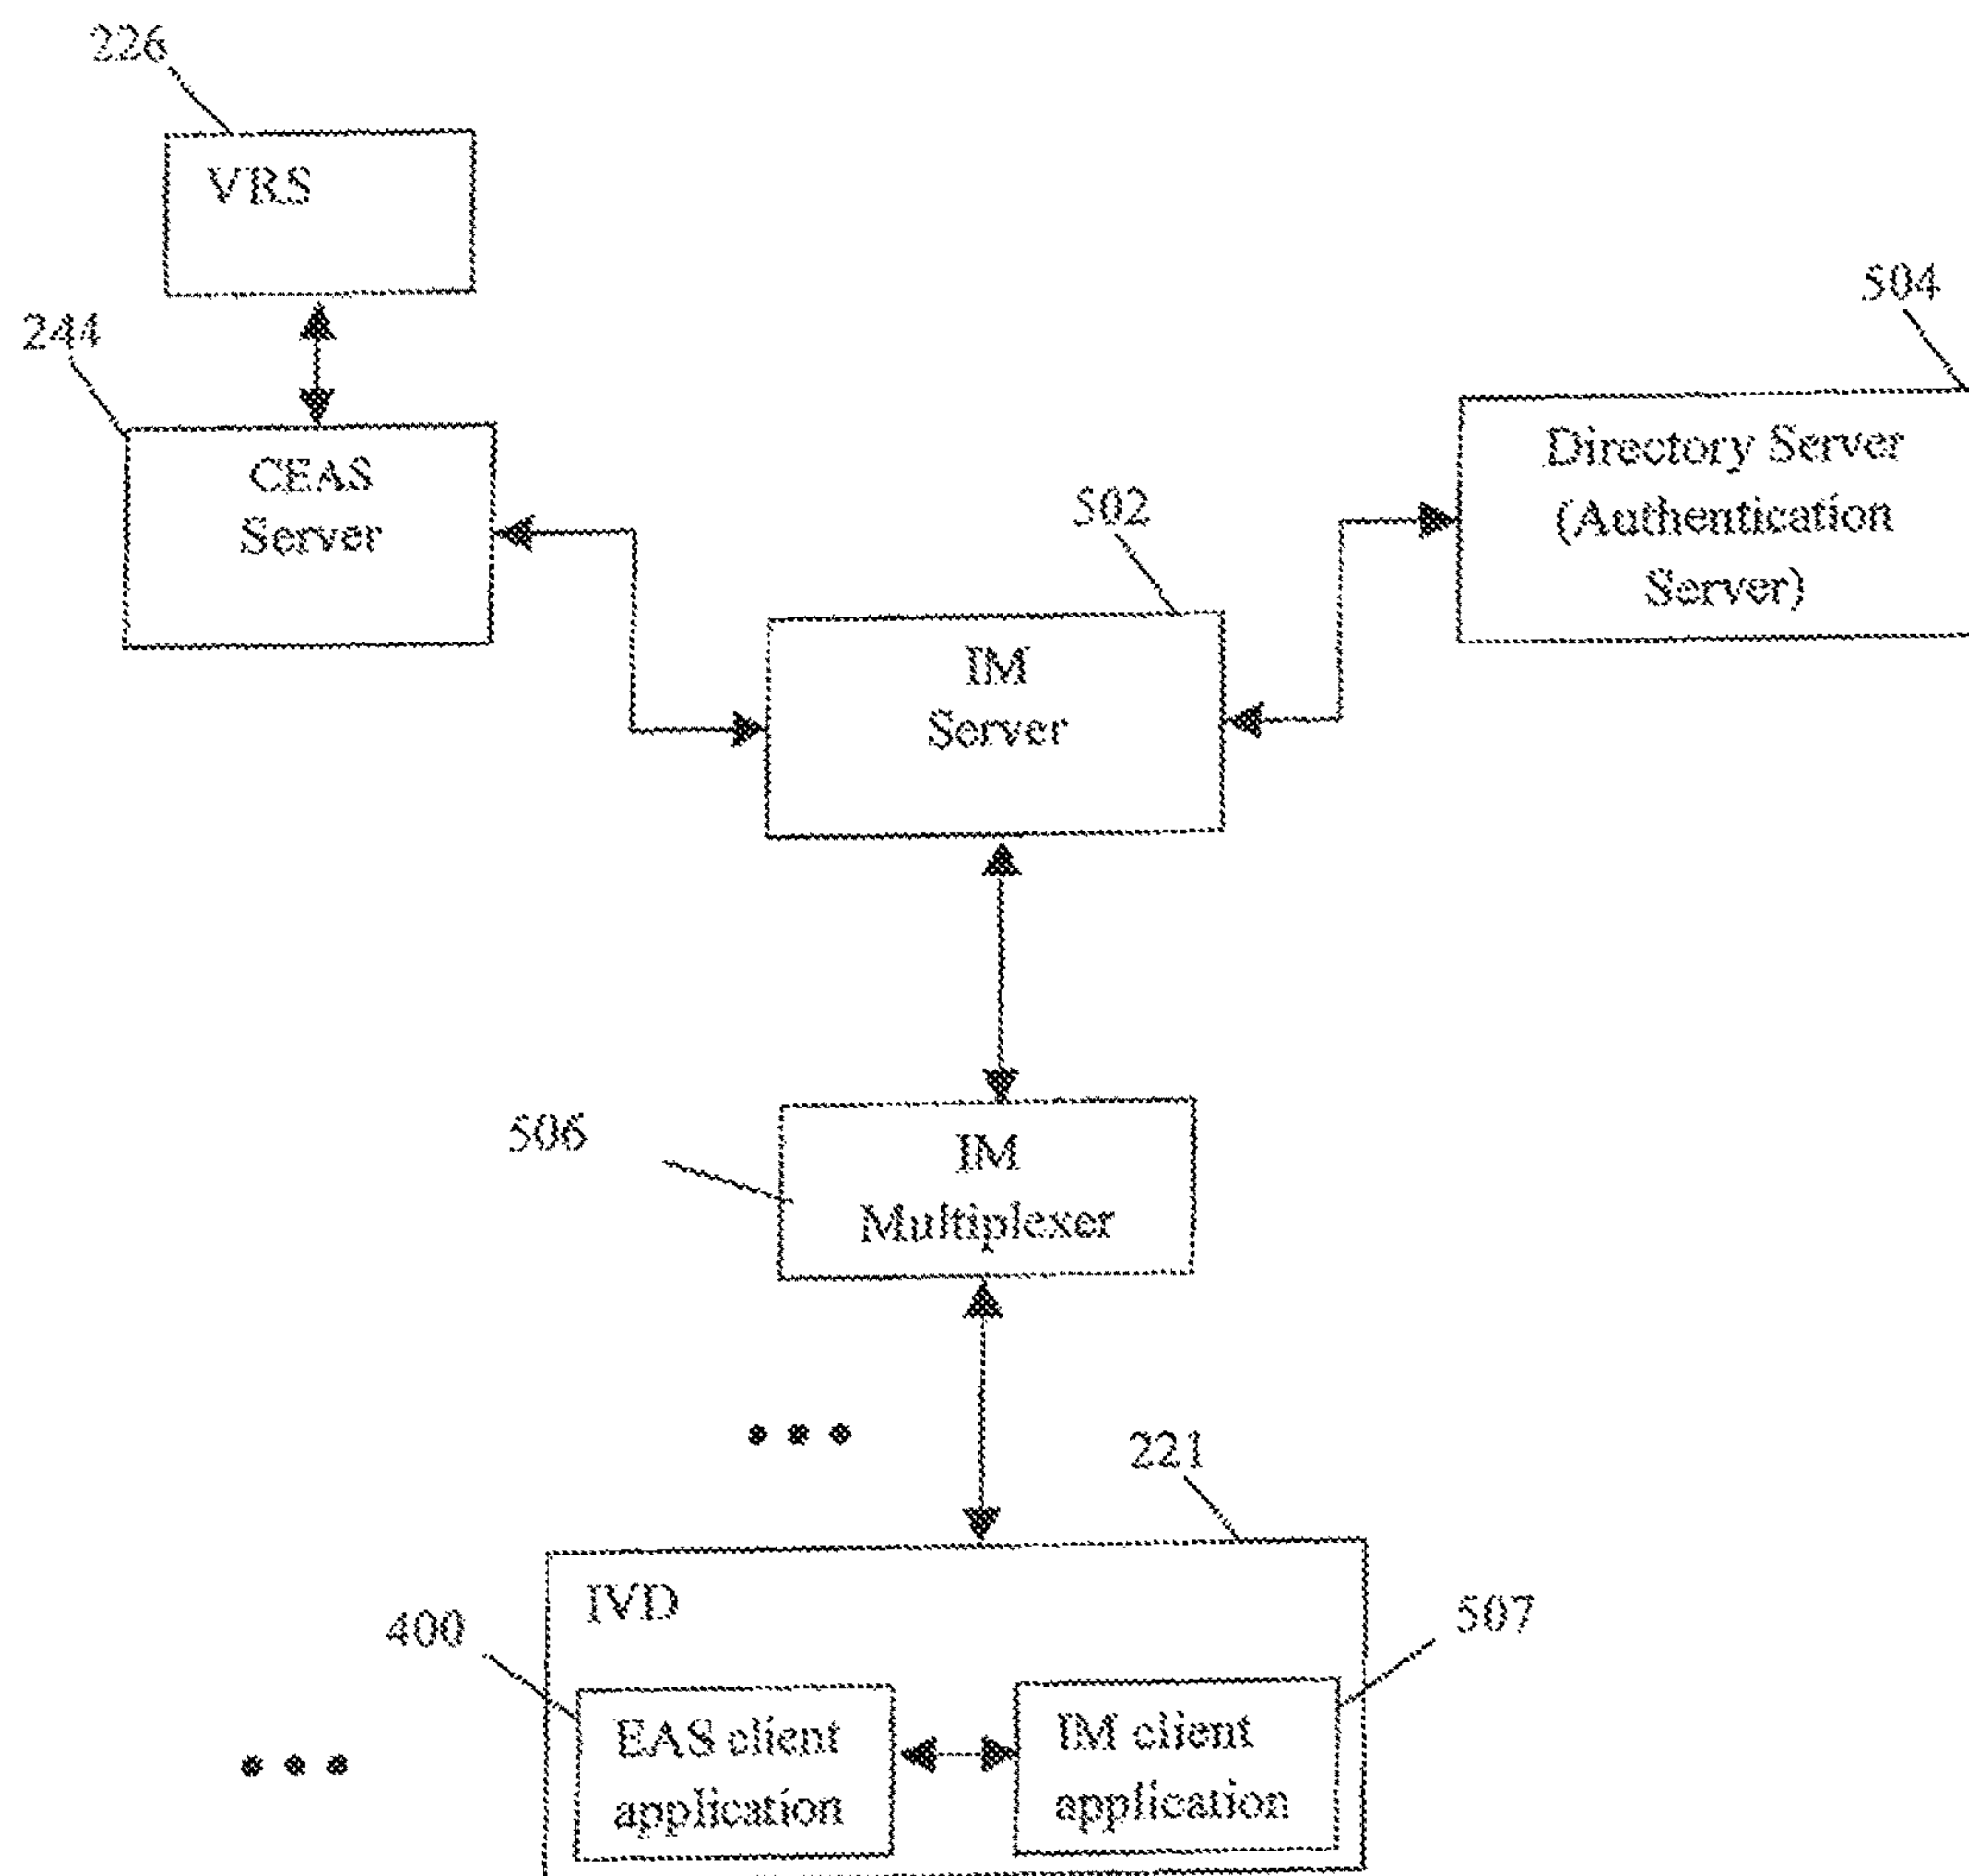 226
VRS
244
504
CEAS
Server
Directory Server
(Authentication
Server)
502
IM
Server
506
IM
Multiplexer
221
IVD
400
507
EAS client
application
IM client
application